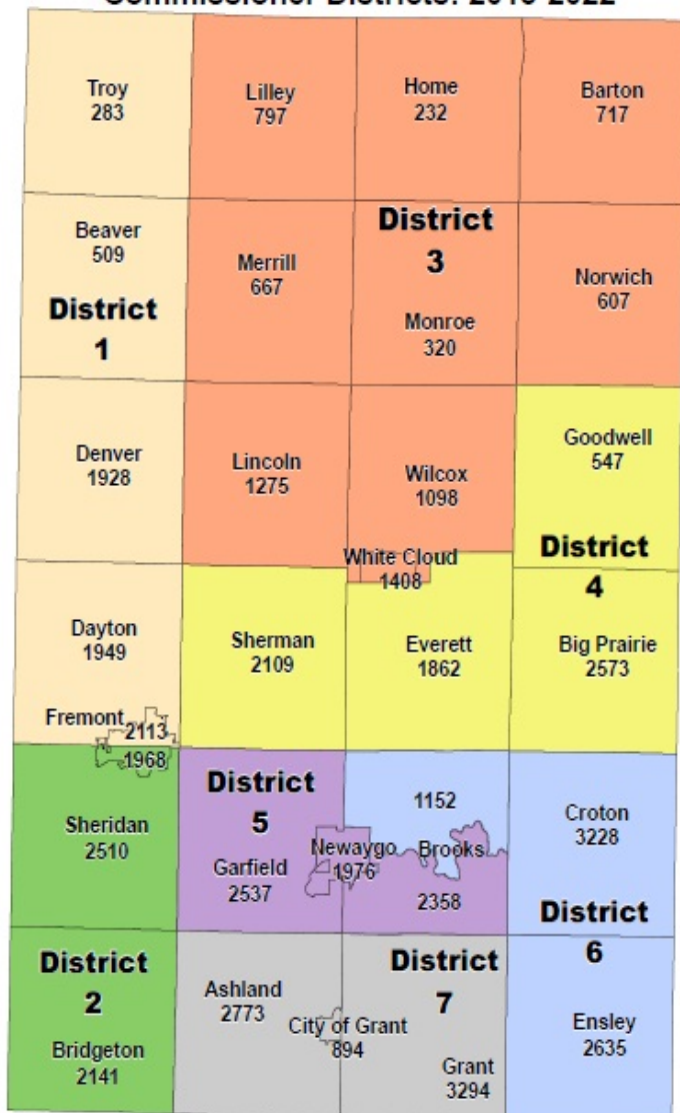 Commissioner Districts: 2013-2022
Troy
283
Lilley
797
Home
232
Barton
717
Beaver
509
District
1
Merrill
667
District
3
Monroe
320
Norwich
607
Denver
1928
Lincoln
1275
Wilcox
1098
Goodwell
547
White Cloud
1408
District
4
Dayton
1949
Sherman
2109
Everett
1862
Big Prairie
2573
Fremont
2113
1968
Sheridan
2510
District
5
Garfield
2537
Newaygo
1976
1152
Brooks
2358
Croton
3228
District
6
Ensley
2635
District
2
Bridgeton
2141
Ashland
2773
City of Grant
894
District
7
Grant
3294